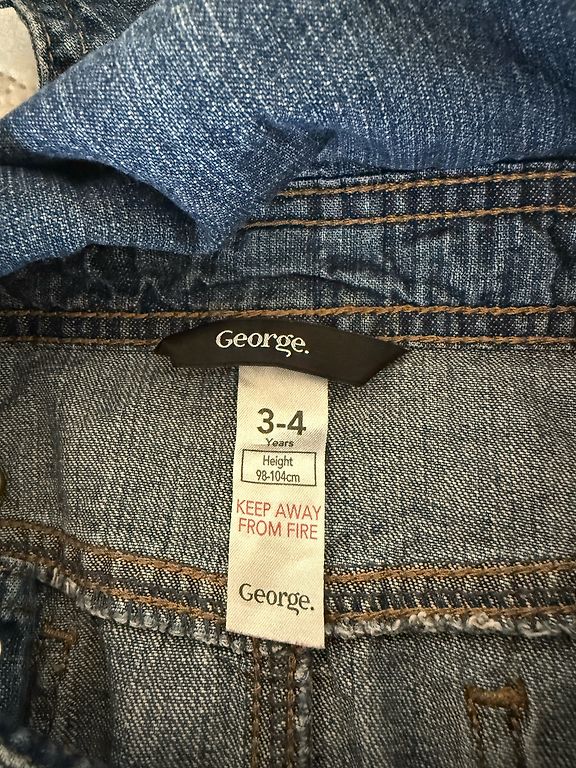 George.
3-4
Years
Height
98-104cm
KEEP AWAY
FROM FIRE
George.